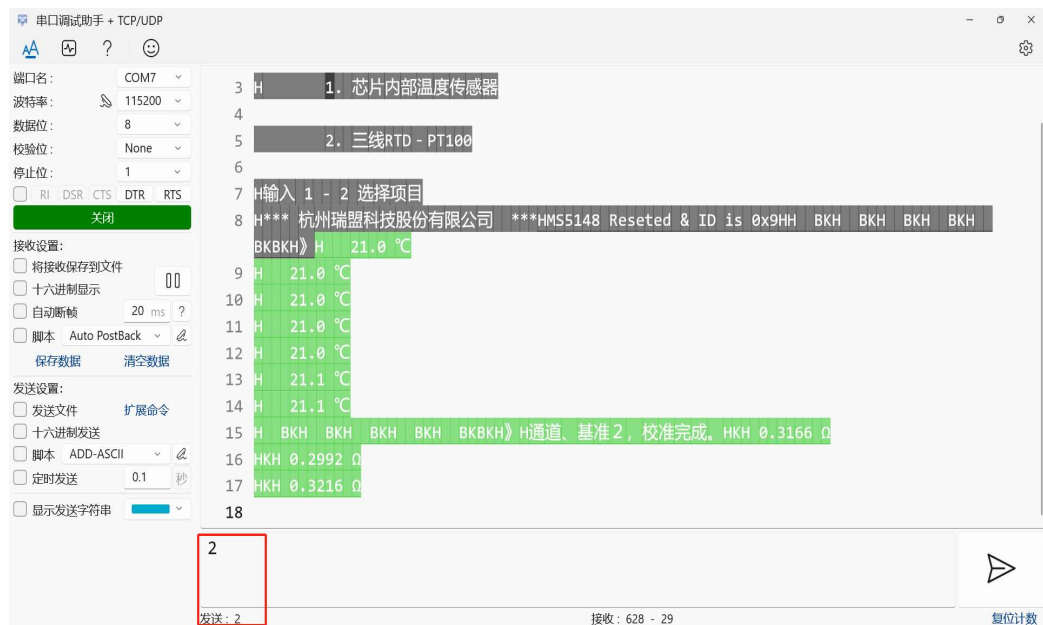 串口调试助手 + TCP/UDP
AA
?
端口名: COM7
波特率: 115200
数据位: 8
校验位: None
停止位: 1
RI DSR CTS DTR RTS
关闭
接收设置:
将接收保存到文件
十六进制显示
自动断帧 20 ms ?
脚本 Auto PostBack
保存数据 清空数据
发送设置:
发送文件 扩展命令
十六进制发送
脚本 ADD-ASCII
定时发送 0.1 秒
显示发送字符串
3 H 1. 芯片内部温度传感器
4
5 2. 三线RTD - PT100
6
7 H输入 1 - 2 选择项目
8 H*** 杭州瑞盟科技股份有限公司 ***HMS5148 Reseted & ID is 0x9HH BKH BKH BKH BKH
BKBKH》H 21.0 ℃
9 H 21.0 ℃
10 H 21.0 ℃
11 H 21.0 ℃
12 H 21.0 ℃
13 H 21.1 ℃
14 H 21.1 ℃
15 H BKH BKH BKH BKH BKBKH》H通道、基准2, 校准完成。HKH 0.3166 Ω
16 HKH 0.2992 Ω
17 HKH 0.3216 Ω
18
2
发送: 2 接收: 628 - 29 复位计数